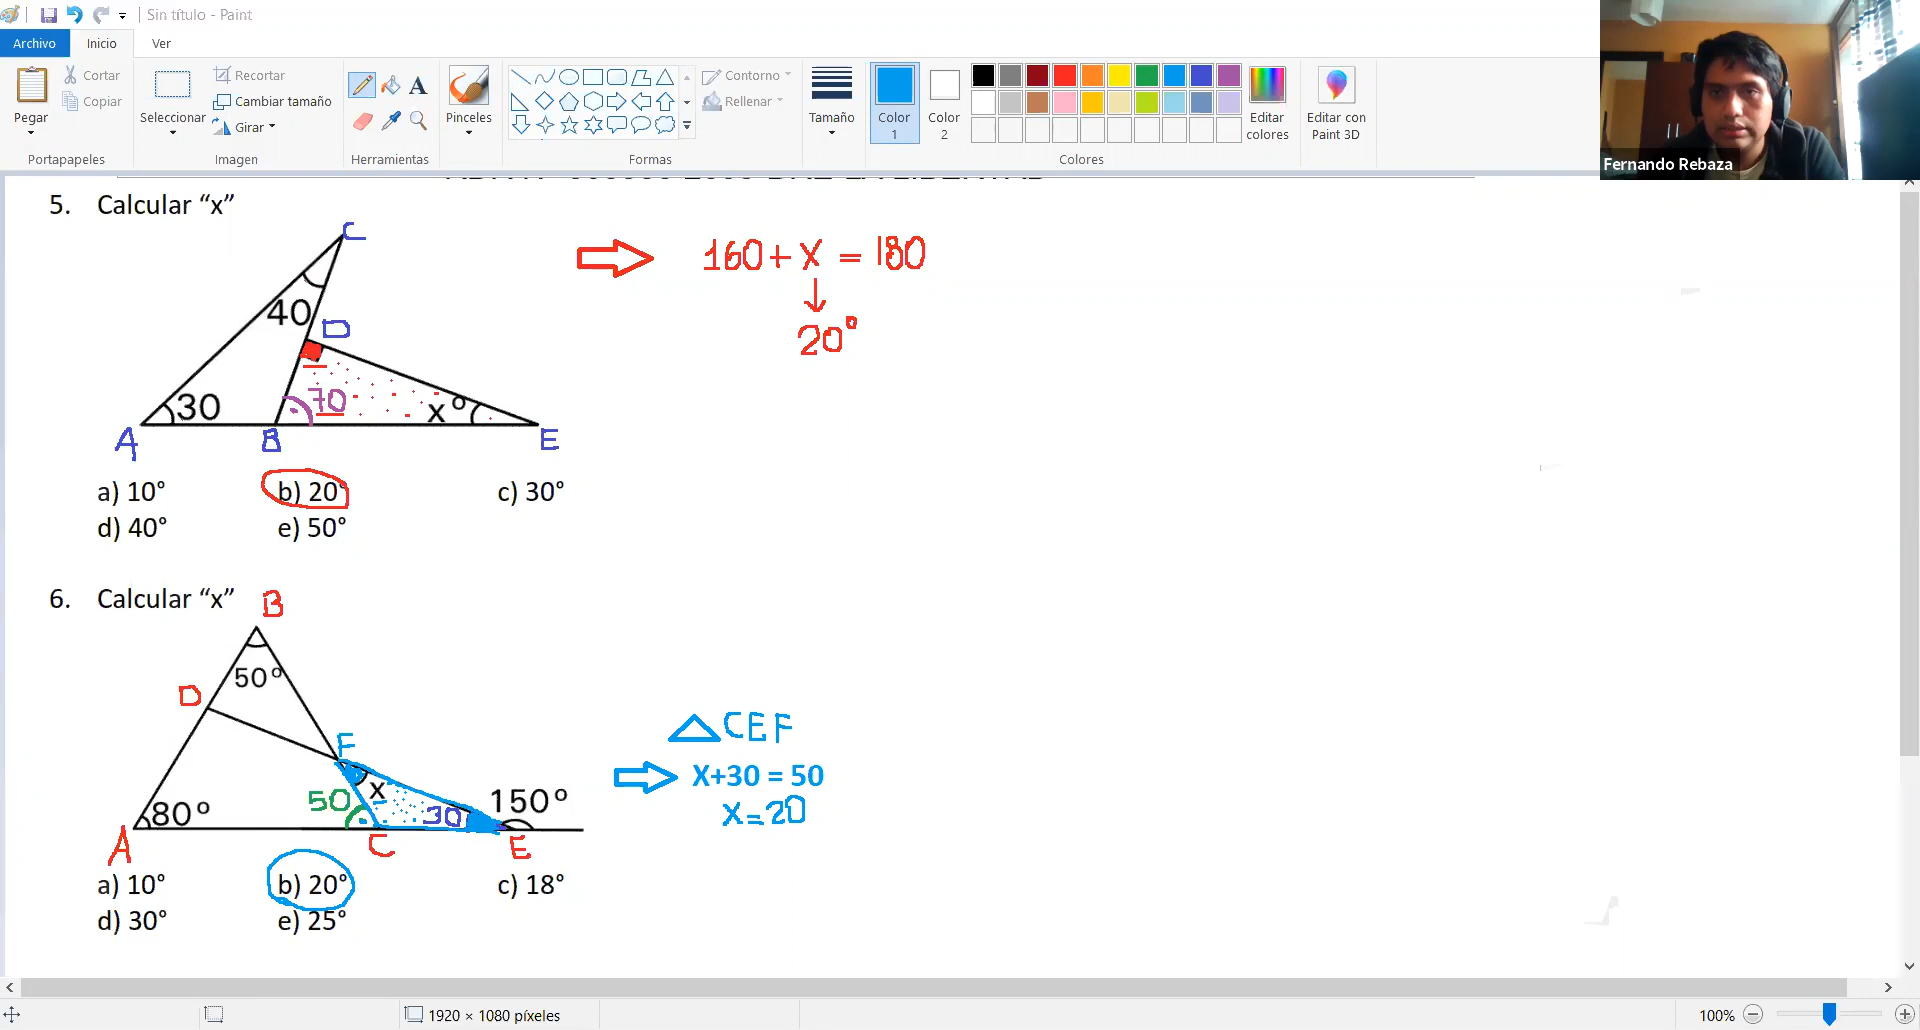 Sin título - Paint
Archivo Inicio Ver
Pegar
Cortar
Copiar
Portapapeles
Seleccionar
Recortar
Cambiar tamaño
Girar
Imagen
A
Herramientas
Pinceles
Contorno
Rellenar
Formas
Tamaño
Color 1
Color 2
Editar colores
Editar con Paint 3D
Colores
Fernando Rebaza
5. Calcular “x”
C
40
D
30
70
x°
A B E
160 + X = 180
20°
a) 10° b) 20° c) 30°
d) 40° e) 50°
6. Calcular “x”
B
50°
D
F
x
80° 50 30 150°
A C E
△CEF
X+30 = 50
X=20
a) 10° b) 20° c) 18°
d) 30° e) 25°
1920 × 1080 píxeles
100%